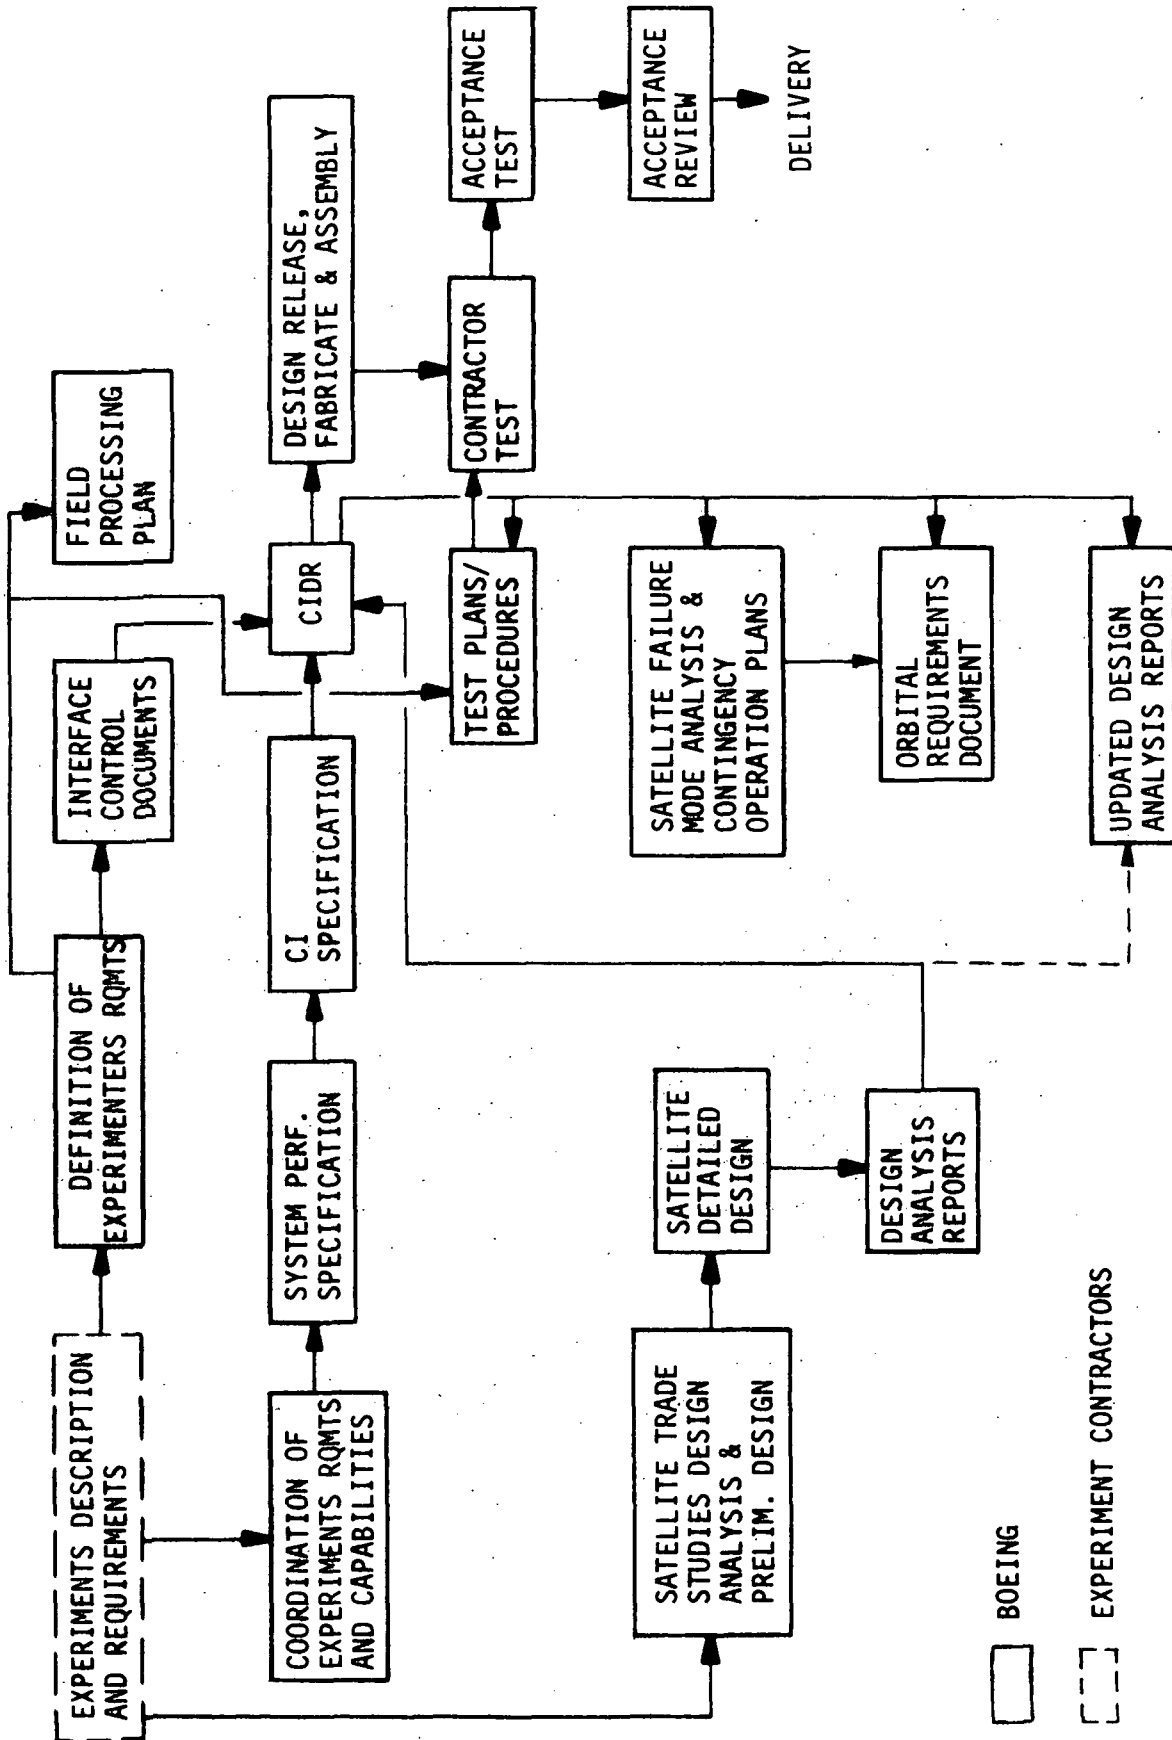 EXPERIMENTS DESCRIPTION
AND REQUIREMENTS
DEFINITION OF
EXPERIMENTERS RQMTS
INTERFACE
CONTROL
DOCUMENTS
FIELD
PROCESSING
PLAN
COORDINATION OF
EXPERIMENTS RQMTS
AND CAPABILITIES
SYSTEM PERF.
SPECIFICATION
CI
SPECIFICATION
CIDR
DESIGN RELEASE,
FABRICATE & ASSEMBLY
TEST PLANS/
PROCEDURES
CONTRACTOR
TEST
ACCEPTANCE
TEST
SATELLITE TRADE
STUDIES DESIGN
ANALYSIS &
PRELIM. DESIGN
SATELLITE
DETAILED
DESIGN
SATELLITE FAILURE
MODE ANALYSIS &
CONTINGENCY
OPERATION PLANS
ACCEPTANCE
REVIEW
DELIVERY
DESIGN
ANALYSIS
REPORTS
ORBITAL
REQUIREMENTS
DOCUMENT
UPDATED DESIGN
ANALYSIS REPORTS
BOEING
EXPERIMENT CONTRACTORS